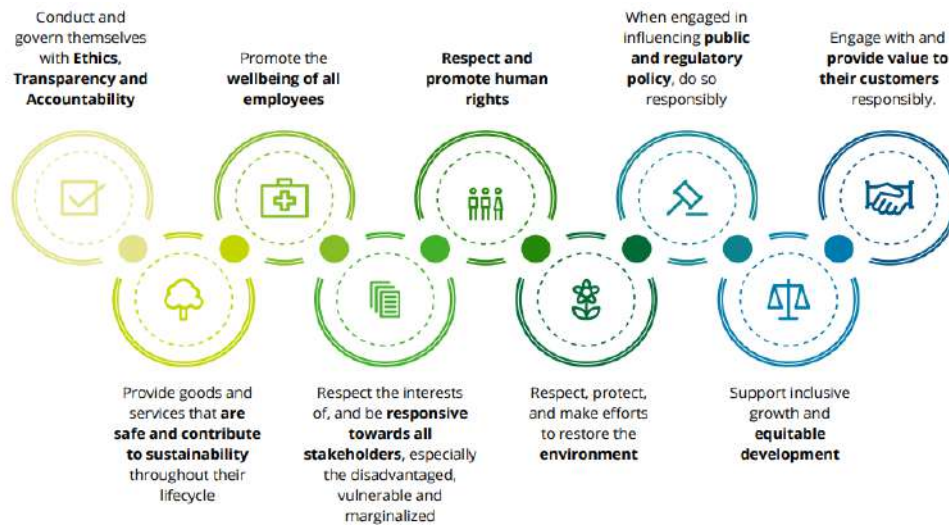 Conduct and
govern themselves
with Ethics,
Transparency and
Accountability
Promote the
wellbeing of all
employees
Respect and
promote human
rights
When engaged in
influencing public
and regulatory
policy, do so
responsibly
Engage with and
provide value to
their customers
responsibly.
Provide goods and
services that are
safe and contribute
to sustainability
throughout their
lifecycle
Respect the interests
of, and be responsive
towards all
stakeholders, especially
the disadvantaged,
vulnerable and
marginalized
Respect, protect,
and make efforts
to restore the
environment
Support inclusive
growth and
equitable
development